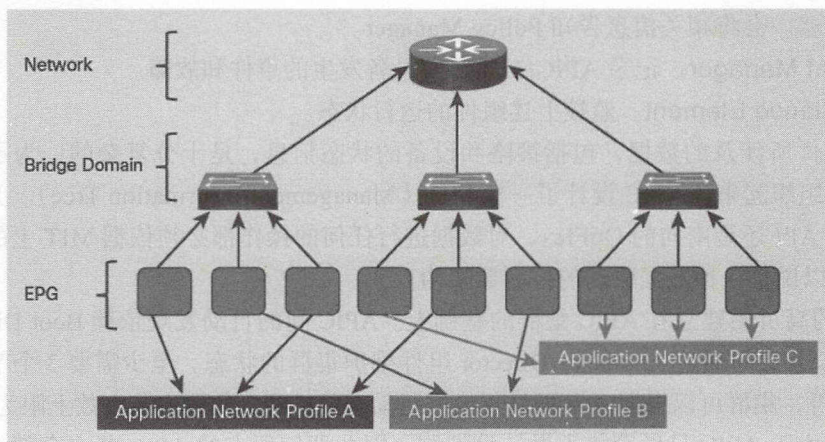 Network
Bridge Domain
EPG
Application Network Profile C
Application Network Profile A
Application Network Profile B